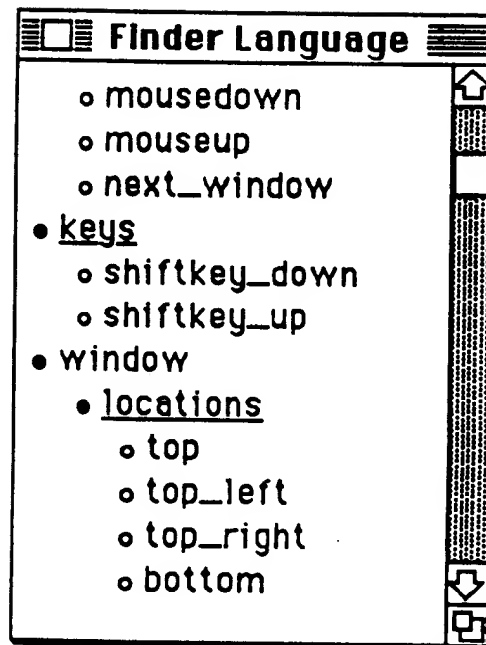 Finder Language
mousedown
mouseup
next_window
keys
shiftkey_down
shiftkey_up
window
locations
top
top_left
top_right
bottom